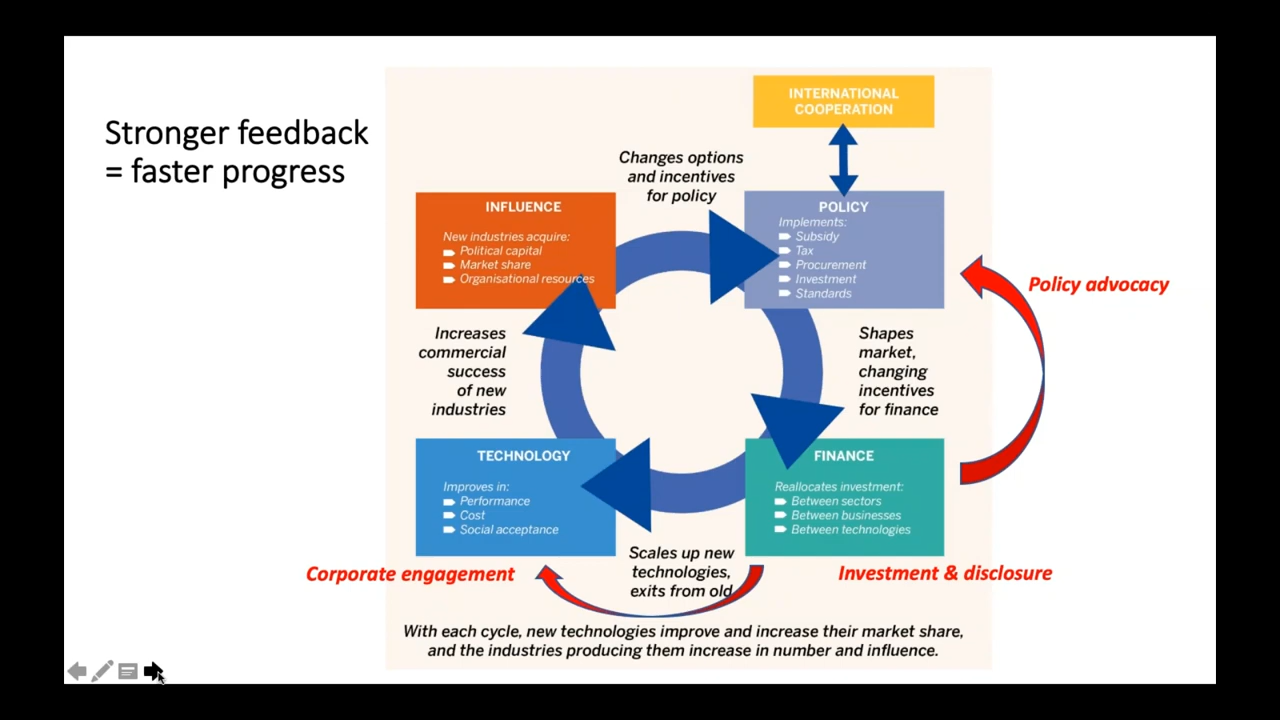 Stronger feedback
= faster progress
INTERNATIONAL
COOPERATION
Changes options
and incentives
for policy
INFLUENCE
New industries acquire:
Political capital
Market share
Organisational resources
POLICY
Implements:
Subsidy
Tax
Procurement
Investment
Standards
Policy advocacy
Increases
commercial
success
of new
industries
Shapes
market,
changing
incentives
for finance
TECHNOLOGY
Improves in:
Performance
Cost
Social acceptance
FINANCE
Reallocates investment:
Between sectors
Between businesses
Between technologies
Scales up new
technologies,
exits from old
Corporate engagement
Investment & disclosure
With each cycle, new technologies improve and increase their market share,
and the industries producing them increase in number and influence.